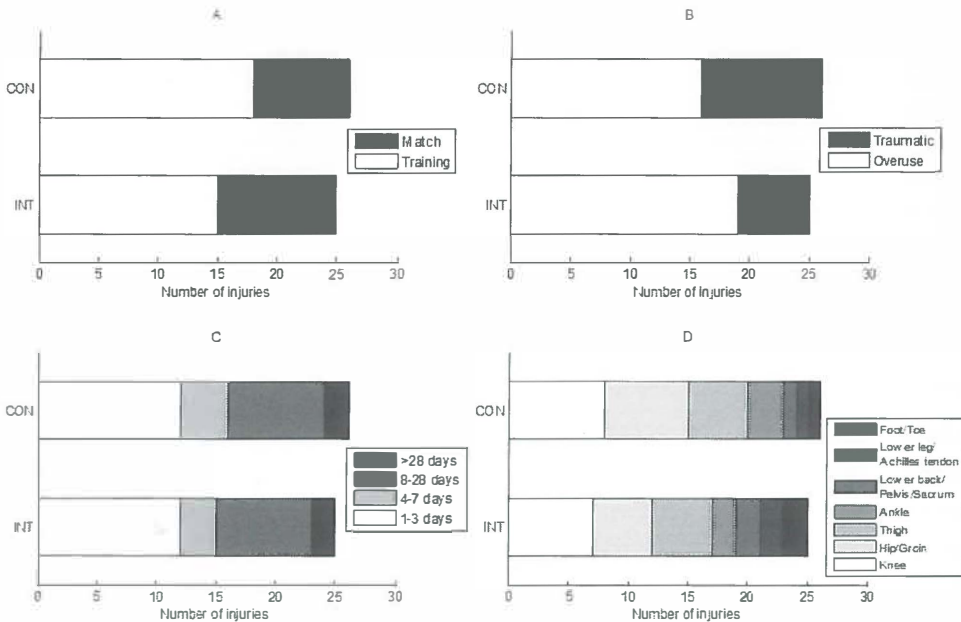 A
CON
INT
Match
Training
0 5 10 15 20 25 30
Number of injuries
B
CON
INT
Traumatic
Overuse
0 5 10 15 20 25 30
Number of injuries
C
CON
INT
>28 days
8-28 days
4-7 days
1-3 days
0 5 10 15 20 25 30
Number of injuries
D
CON
INT
Foot/Toe
Lower leg/
Achilles tendon
Lower back/
Pelvis/Sacrum
Ankle
Thigh
Hip/Groin
Knee
0 5 10 15 20 25 30
Number of injuries